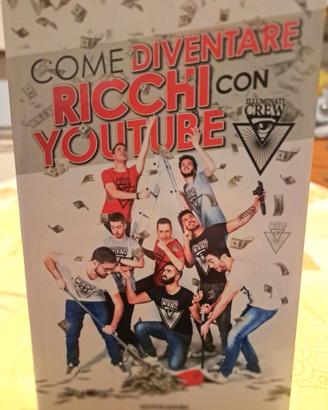 COME DIVENTARE
RICCHI CON
YOUTUBE
ILLUMINATI
CREW